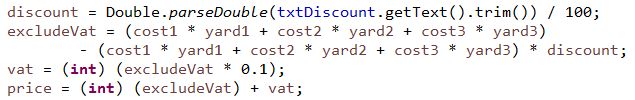 discount = Double.parseDouble(txtDiscount.getText().trim()) / 100;
excludeVat = (cost1 * yard1 + cost2 * yard2 + cost3 * yard3)
- (cost1 * yard1 + cost2 * yard2 + cost3 * yard3) * discount;
vat = (int) (excludeVat * 0.1);
price = (int) (excludeVat) + vat;